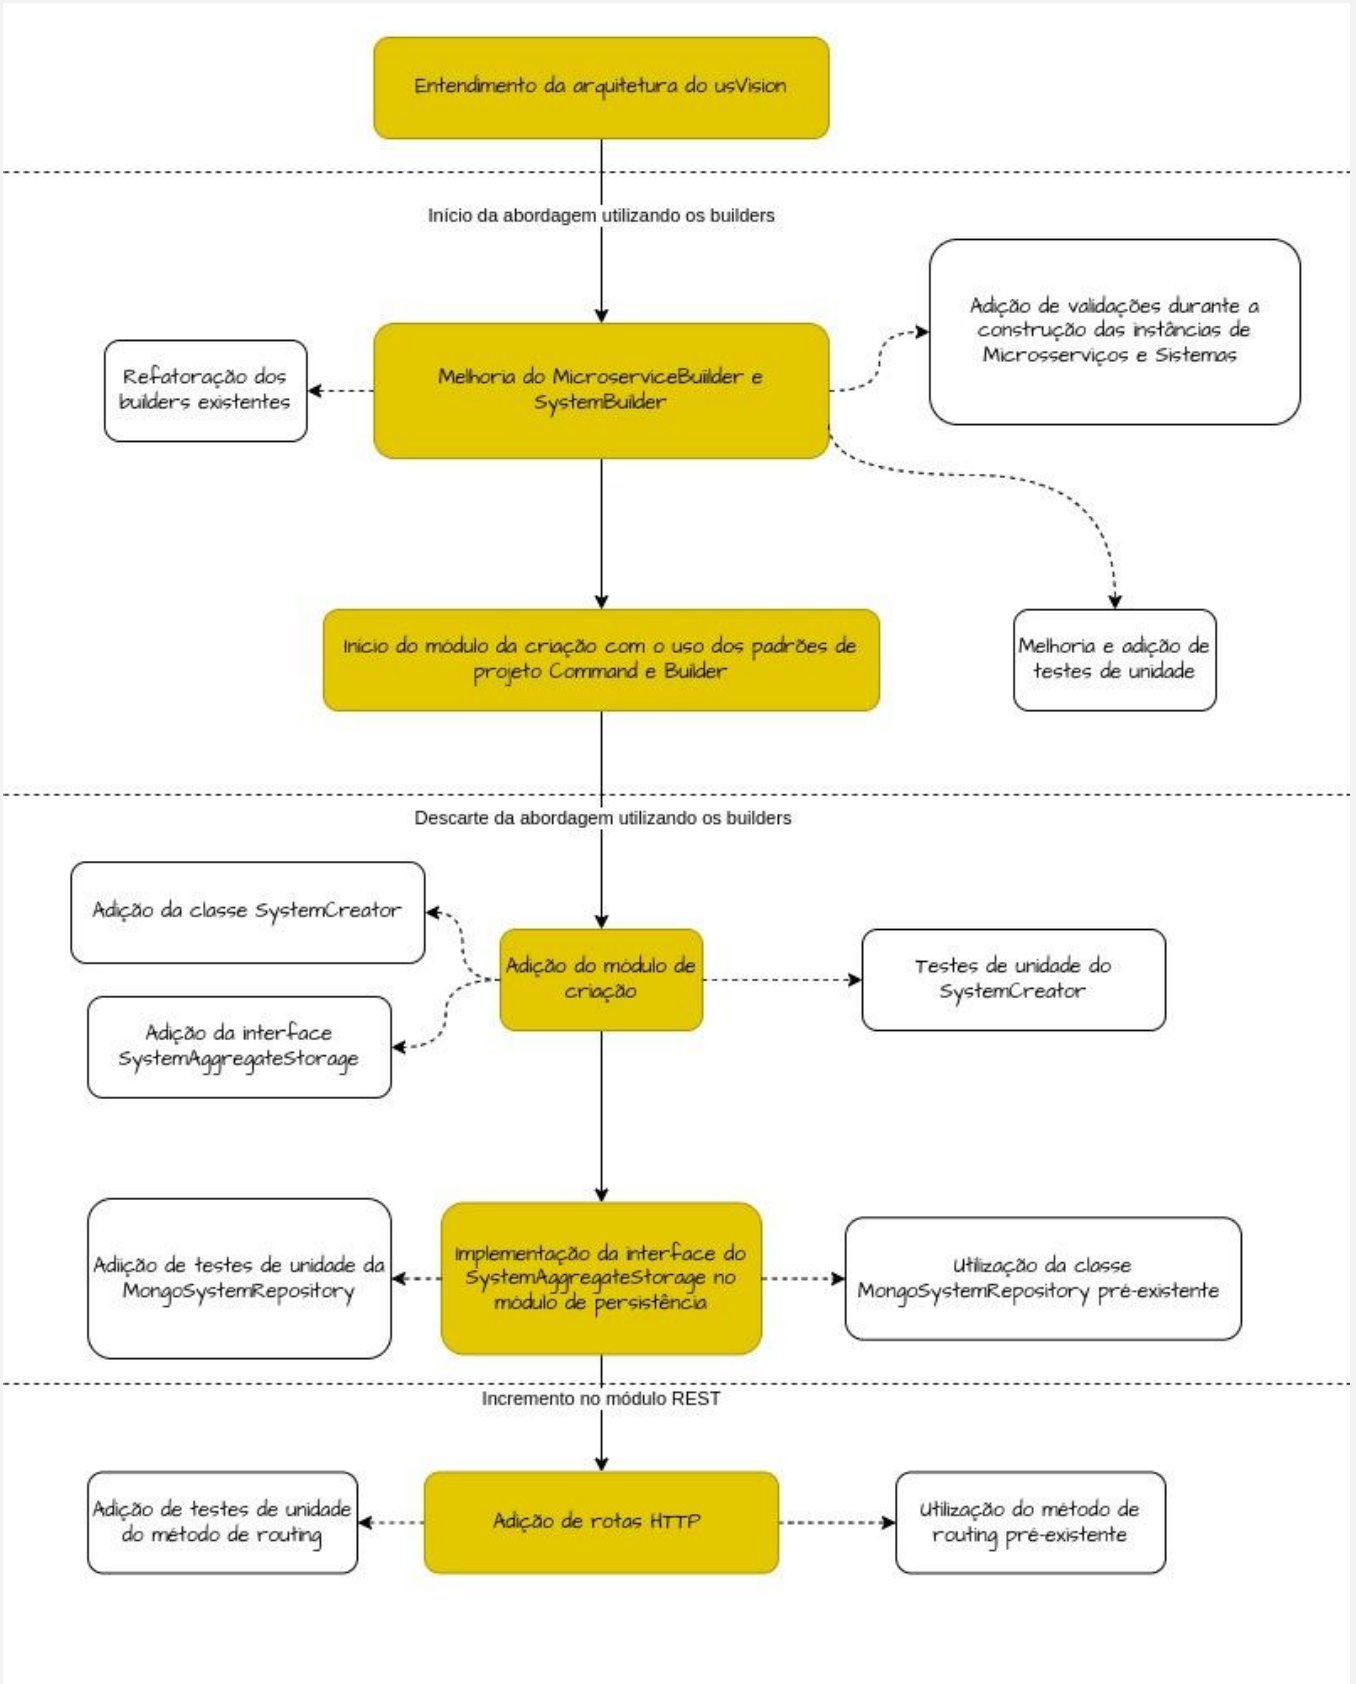 Entendimento da arquitetura do usVision
Início da abordagem utilizando os builders
Adição de validações durante a
construção das instâncias de
Microsserviços e Sistemas
Refatoração dos
builders existentes
Melhoria do MicroserviceBuilder e
SystemBuilder
Início do módulo da criação com o uso dos padrões de
projeto Command e Builder
Melhoria e adição de
testes de unidade
Descarte da abordagem utilizando os builders
Adição da classe SystemCreator
Adição do módulo de
criação
Testes de unidade do
SystemCreator
Adição da interface
SystemAggregateStorage
Adiição de testes de unidade da
MongoSystemRepository
Implementação da interface do
SystemAggregateStorage no
módulo de persistência
Utilização da classe
MongoSystemRepository pré-existente
Incremento no módulo REST
Adição de testes de unidade
do método de routing
Adição de rotas HTTP
Utilização do método de
routing pré-existente